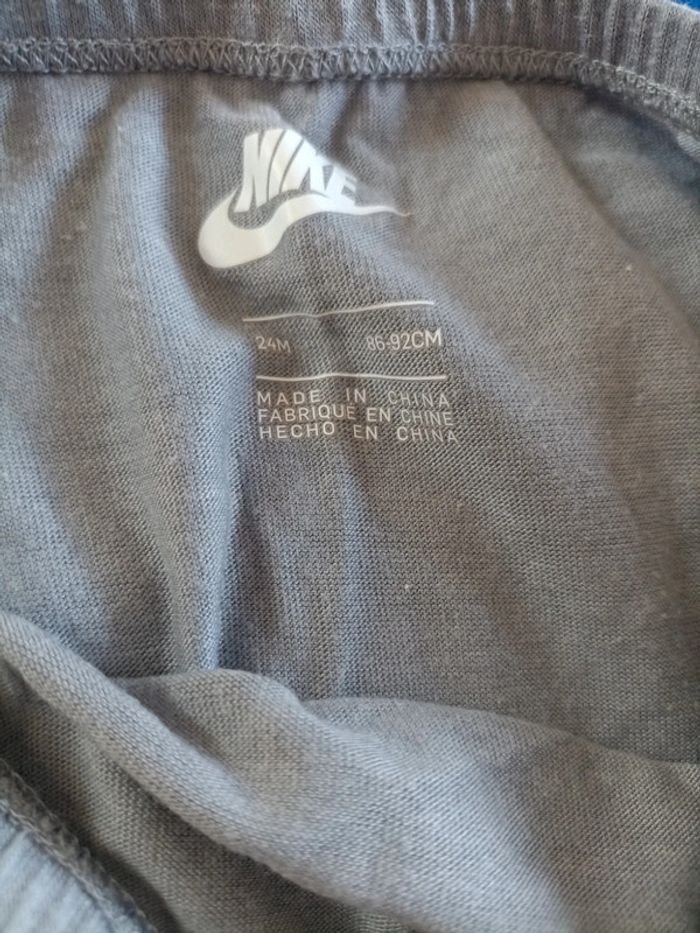 NIKE
24M 86-92CM
MADE IN CHINA
FABRIQUE EN CHINE
HECHO EN CHINA